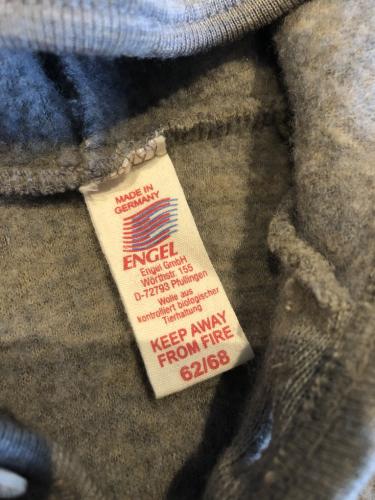 MADE IN
GERMANY
ENGEL
Engel GmbH
Wörthstr. 155
D-72793 Pfullingen
Wolle aus
kontrolliert biologischer
Tierhaltung
KEEP AWAY
FROM FIRE
62/68